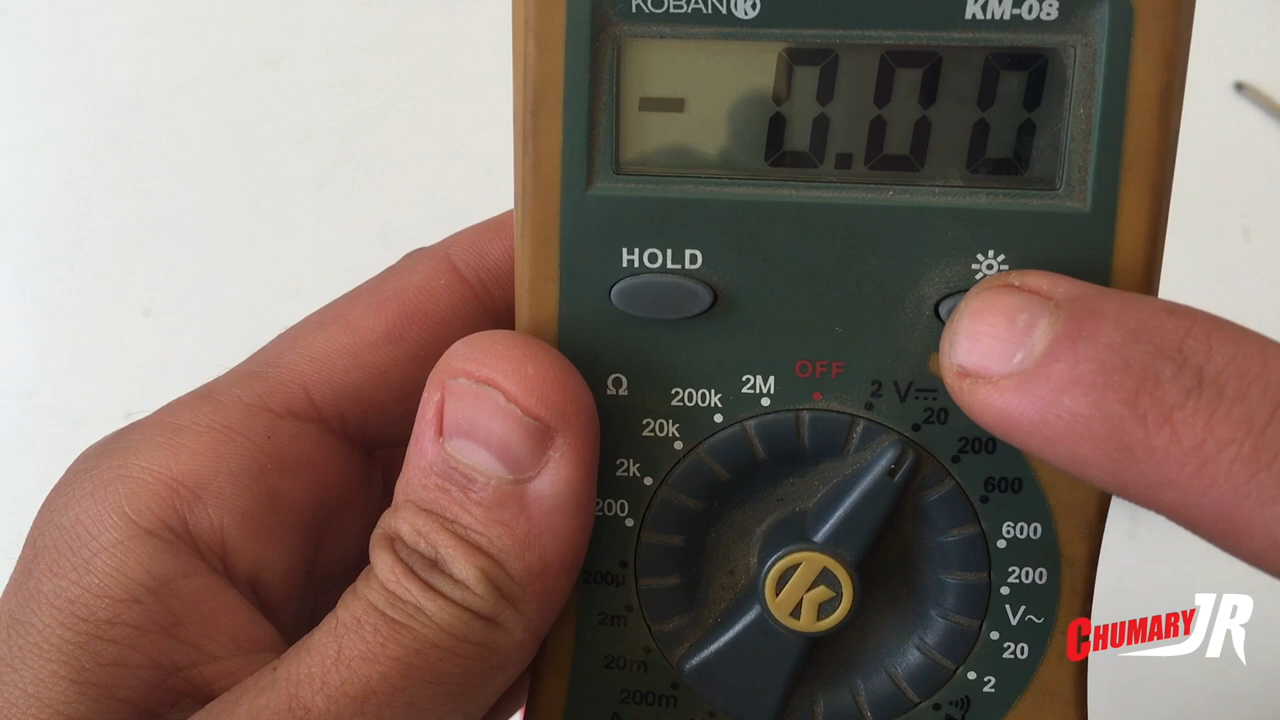 KOBAN K
KM-08
- 0.00
HOLD
Ω
200k
2M
OFF
2
V
20
20k
200
2k
600
200
600
200µ
200
2m
V~
20
20m
2
200m
k
CHUMARY JR